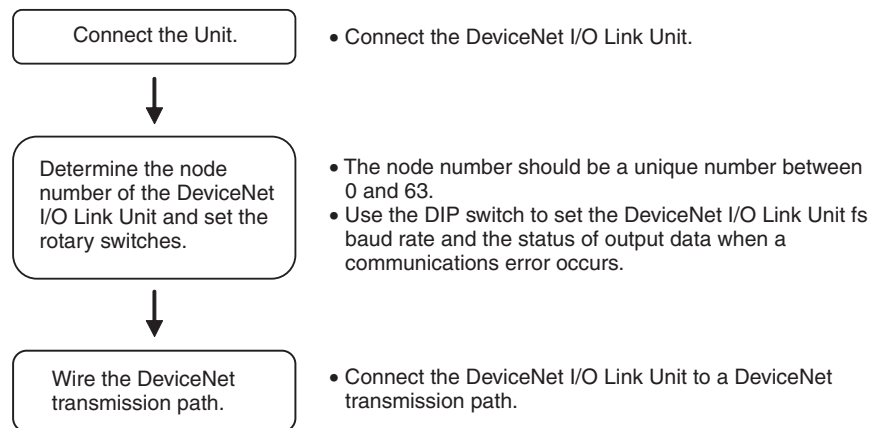 Connect the Unit.
• Connect the DeviceNet I/O Link Unit.
Determine the node
number of the DeviceNet
I/O Link Unit and set the
rotary switches.
• The node number should be a unique number between
0 and 63.
• Use the DIP switch to set the DeviceNet I/O Link Unit fs
baud rate and the status of output data when a
communications error occurs.
Wire the DeviceNet
transmission path.
• Connect the DeviceNet I/O Link Unit to a DeviceNet
transmission path.